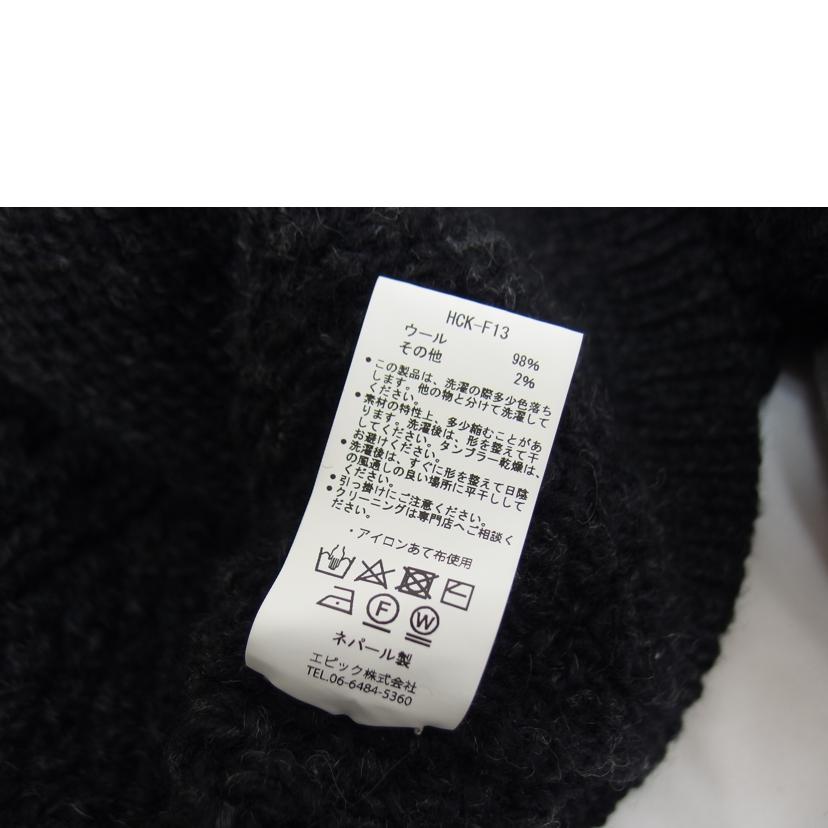 HCK-F13
ウール 98%
その他 2%
●この製品は、洗濯の際多少色落ち
します。他の物と分けて洗濯して
ください。
●素材の特性上、多少縮むことがあ
ります。洗濯後は、形を整えて干
してください。タンブラー乾燥は、
お避けください。
●洗濯後は、すぐに形を整えて日陰
の風通しの良い場所に平干しして
ください。
●引っ掛けにご注意ください。
●クリーニングは専門店へご相談く
ださい。
・アイロンあて布使用
F W
ネパール製
エピック株式会社
TEL.06-6484-5360